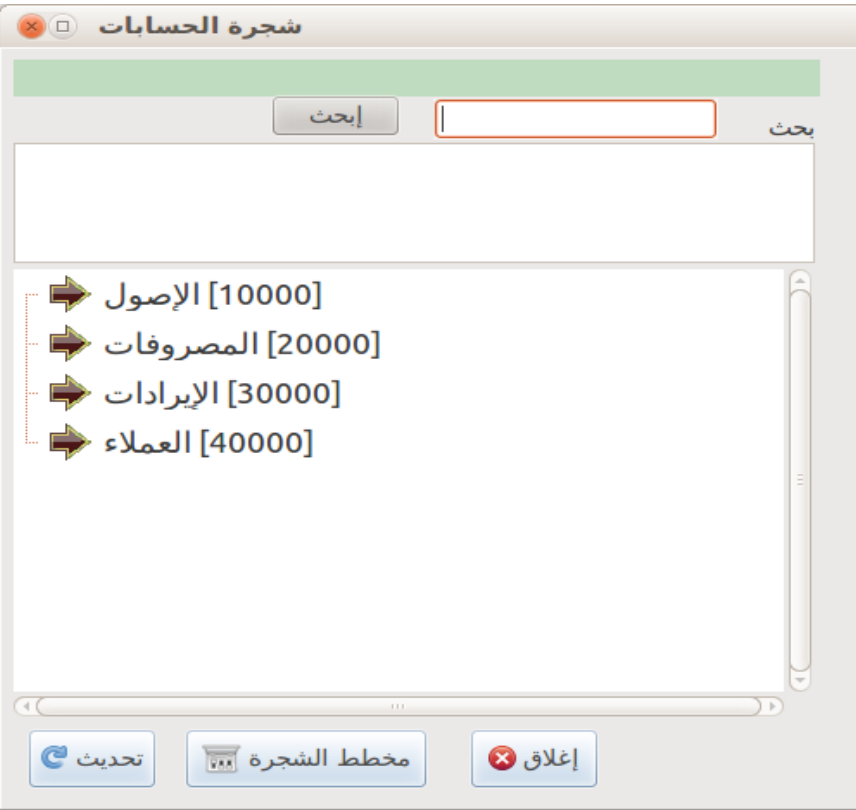 شجرة الحسابات
بحث
إبحث
[10000] الإصول
[20000] المصروفات
[30000] الإيرادات
[40000] العملاء
إغلاق
مخطط الشجرة
تحديث